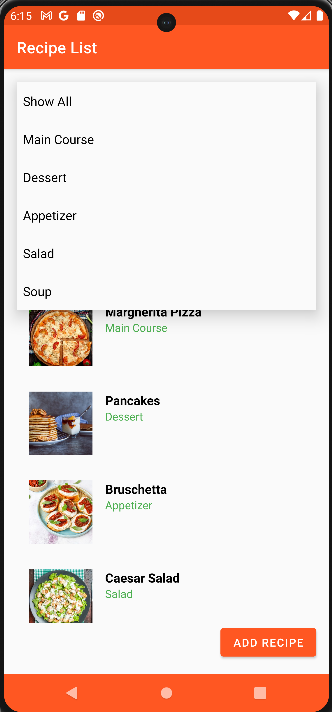 6:15
Recipe List
Show All
Main Course
Dessert
Appetizer
Salad
Soup
Margherita Pizza
Main Course
Pancakes
Dessert
Bruschetta
Appetizer
Caesar Salad
Salad
ADD RECIPE